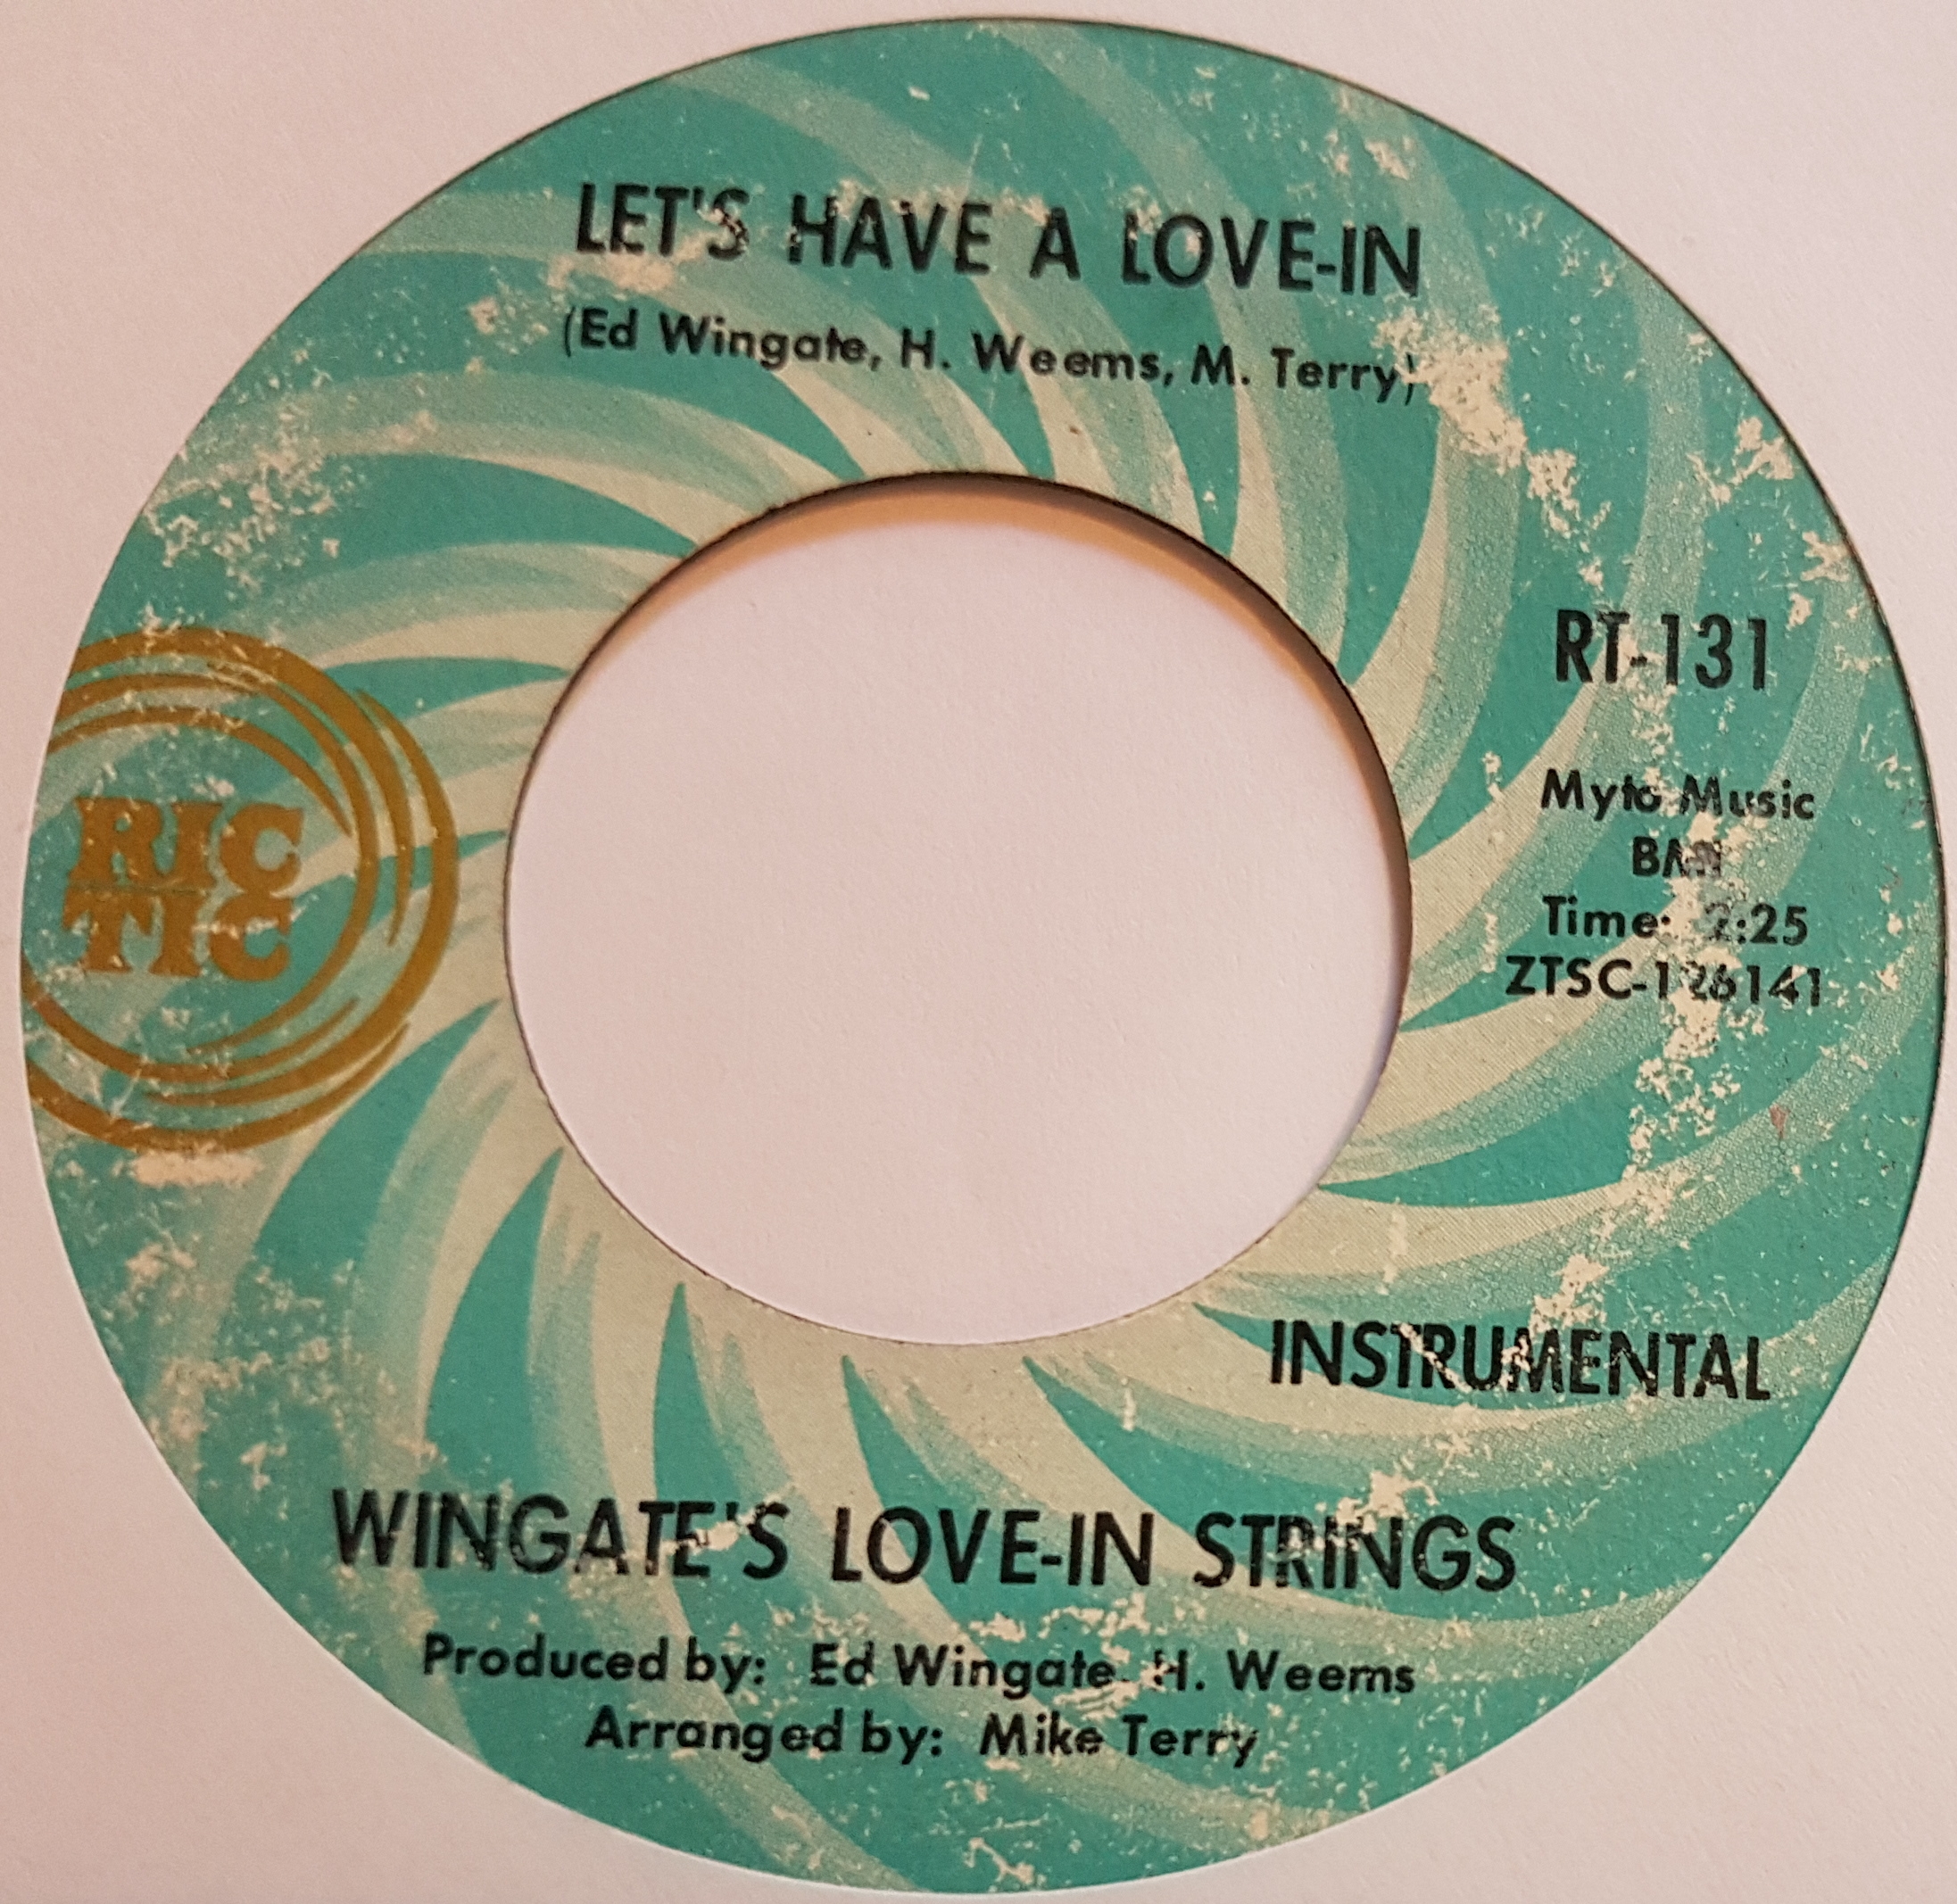 LET'S HAVE A LOVE-IN
(Ed Wingate, H. Weems, M. Terry)
RIC
TIC
RT-131
Myto Music
Time: 2:25
ZTSC-126141
INSTRUMENTAL
WINGATE'S LOVE-IN STRINGS
Produced by: Ed Wingate H. Weems
Arranged by: Mike Terry